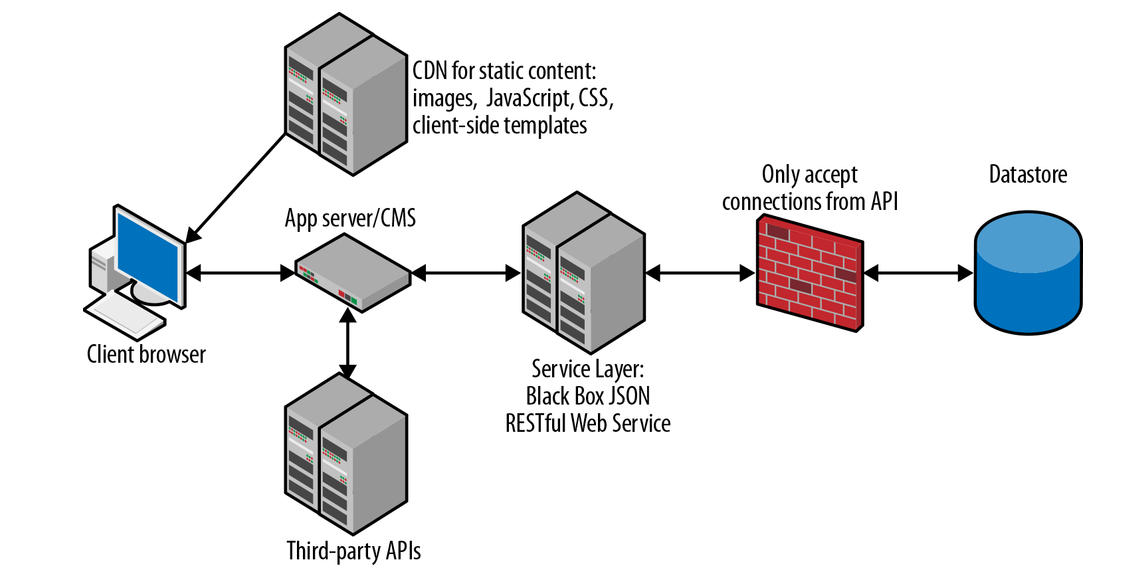 CDN for static content:
images, JavaScript, CSS,
client-side templates
App server/CMS
Client browser
Third-party APIs
Service Layer:
Black Box JSON
RESTful Web Service
Only accept
connections from API
Datastore